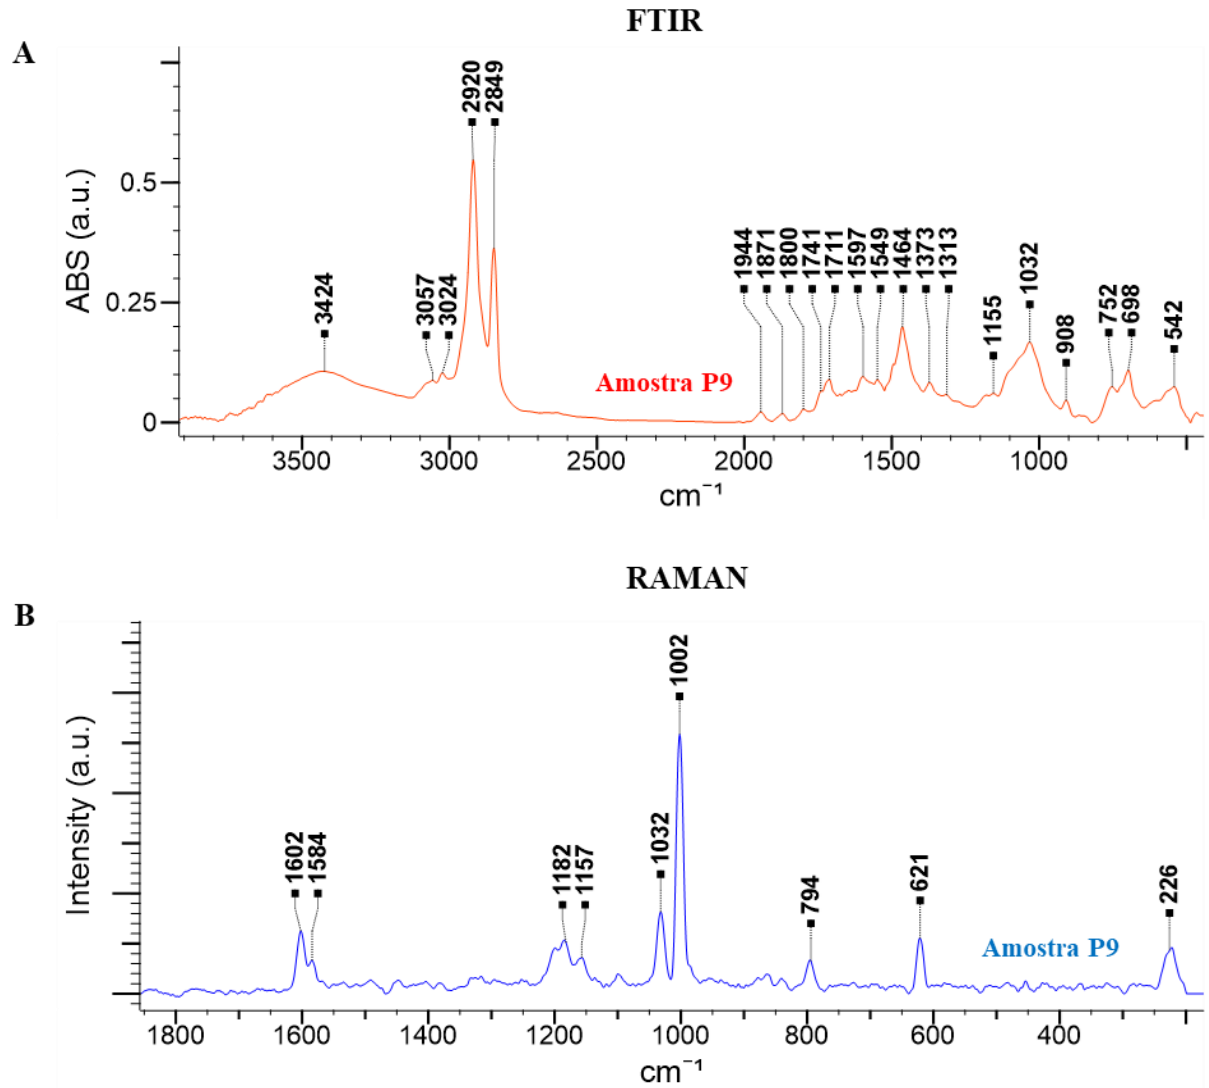 FTIR
A
ABS (a.u.)
0.5
0.25
0
3424
3057
3024
2920
2849
1944
1871
1800
1741
1711
1597
1549
1464
1373
1313
1155
1032
908
752
698
542
Amostra P9
3500 3000 2500 2000 1500 1000
cm⁻¹
RAMAN
B
Intensity (a.u.)
1602
1584
1182
1157
1032
1002
794
621
226
Amostra P9
1800 1600 1400 1200 1000 800 600 400
cm⁻¹